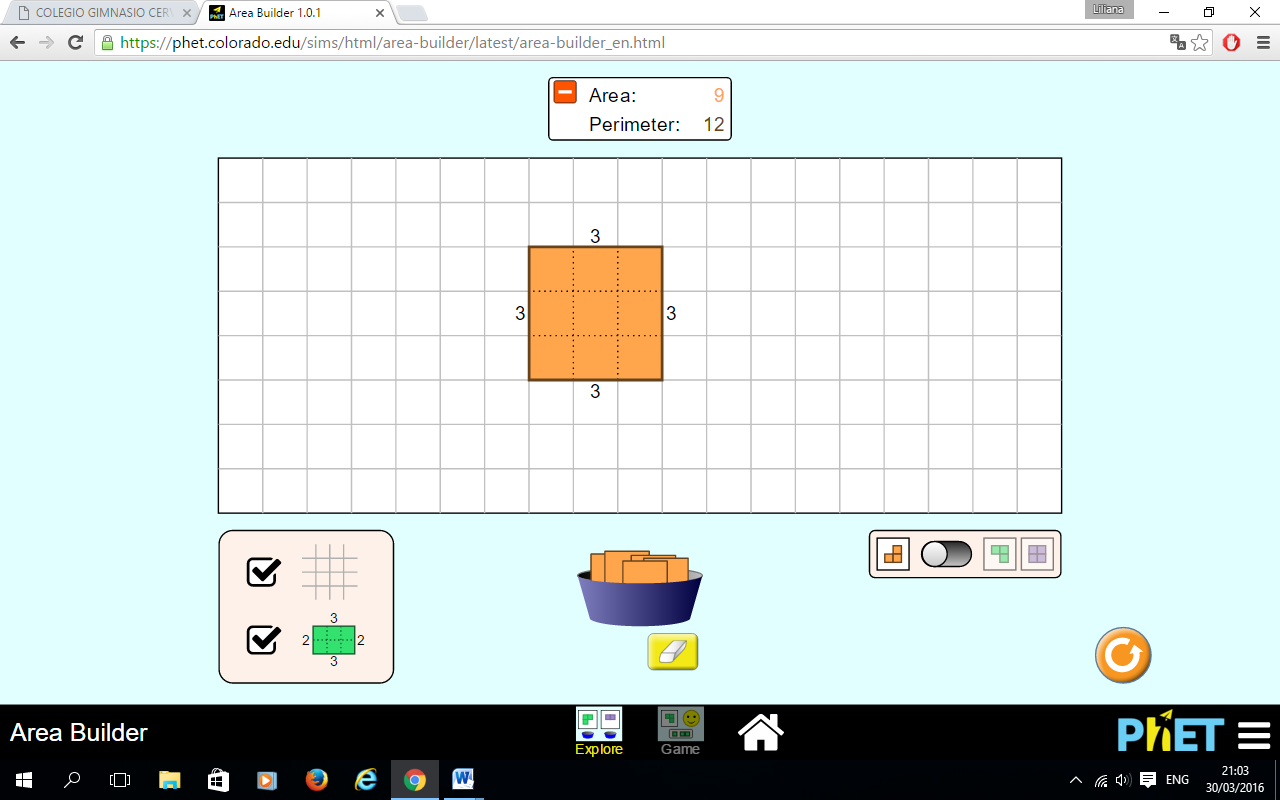 COLEGIO GIMNASIO CER
Area Builder 1.0.1
Liliana
https://phet.colorado.edu/sims/html/area-builder/latest/area-builder_en.html
Area: 9
Perimeter: 12
3
3 3
3
3
2 2
3
Area Builder
Explore
Game
PhET
ENG
21:03
30/03/2016